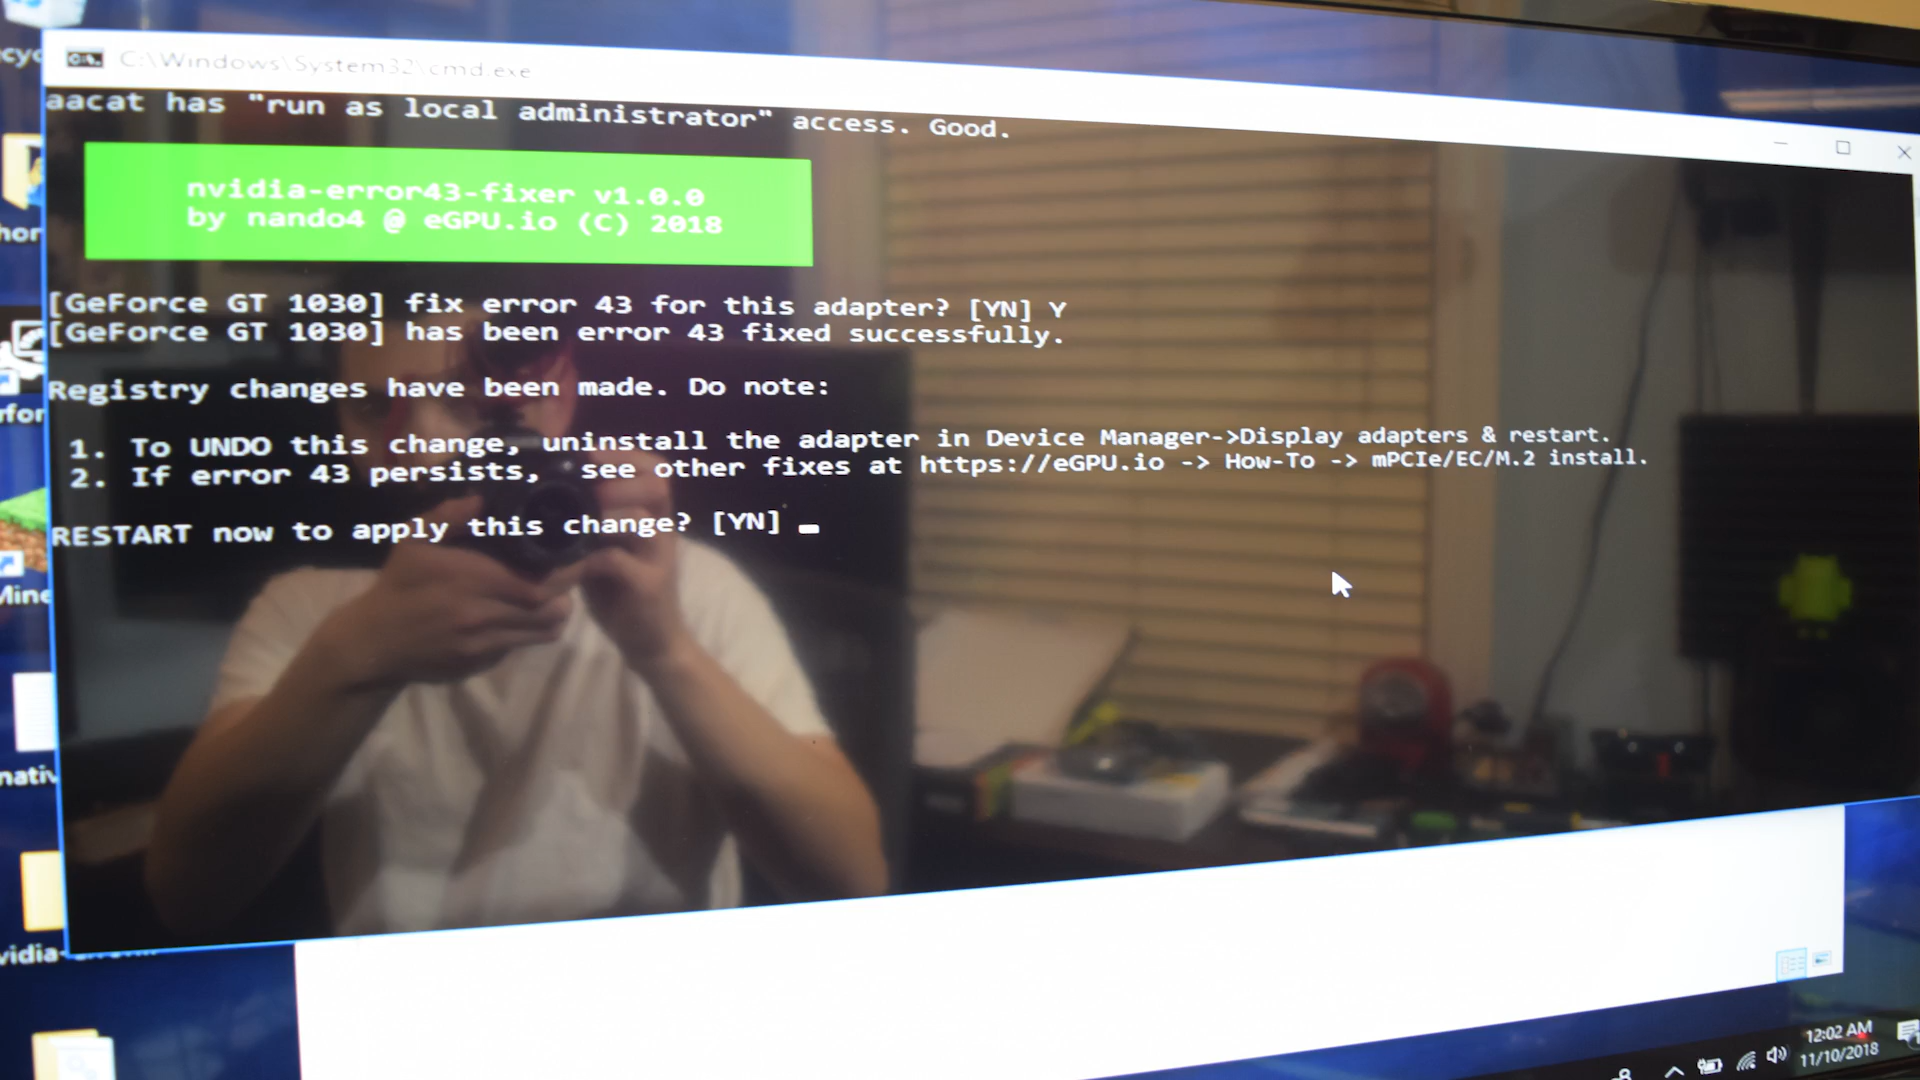 C:\Windows\System32\cmd.exe
aacat has "run as local administrator" access. Good.
nvidia-error43-fixer v1.0.0
by nando4 @ eGPU.io (C) 2018
[GeForce GT 1030] fix error 43 for this adapter? [YN] Y
[GeForce GT 1030] has been error 43 fixed successfully.
Registry changes have been made. Do note:
1. To UNDO this change, uninstall the adapter in Device Manager->Display adapters & restart.
2. If error 43 persists, see other fixes at https://eGPU.io -> How-To -> mPCIe/EC/M.2 install.
RESTART now to apply this change? [YN]
Mine
nativ
vidia-
12:02 AM
11/10/2018